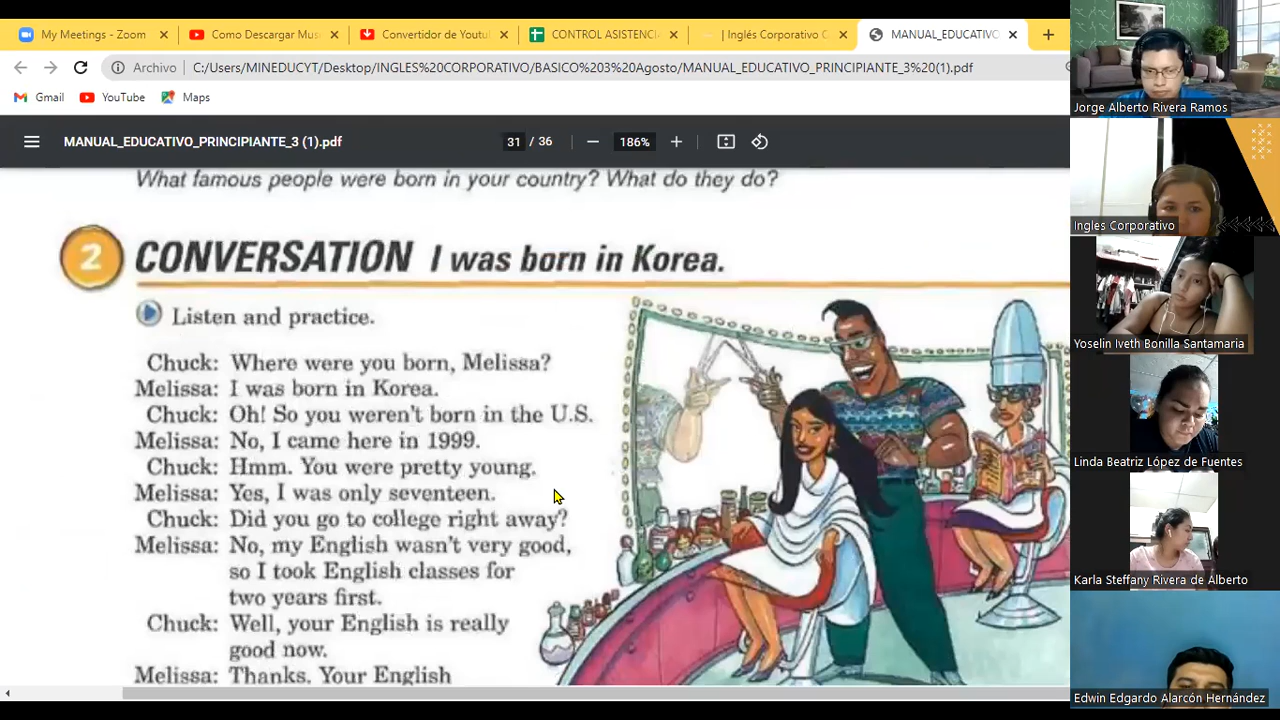 My Meetings - Zoom
Como Descargar Mus
Convertidor de Youtu
CONTROL ASISTENCI
| Inglés Corporativo C
MANUAL_EDUCATIVO_
Archivo
C:/Users/MINEDUCYT/Desktop/INGLES%20CORPORATIVO/BASICO%203%20Agosto/MANUAL_EDUCATIVO_PRINCIPIANTE_3%20(1).pdf
Gmail
YouTube
Maps
MANUAL_EDUCATIVO_PRINCIPIANTE_3 (1).pdf
31 / 36
186%
What famous people were born in your country? What do they do?
2 CONVERSATION I was born in Korea.
Listen and practice.
Chuck: Where were you born, Melissa?
Melissa: I was born in Korea.
Chuck: Oh! So you weren't born in the U.S.
Melissa: No, I came here in 1999.
Chuck: Hmm. You were pretty young.
Melissa: Yes, I was only seventeen.
Chuck: Did you go to college right away?
Melissa: No, my English wasn't very good,
so I took English classes for
two years first.
Chuck: Well, your English is really
good now.
Melissa: Thanks. Your English
Jorge Alberto Rivera Ramos
Ingles Corporativo
Yoselin Iveth Bonilla Santamaria
Linda Beatriz López de Fuentes
Karla Steffany Rivera de Alberto
Edwin Edgardo Alarcón Hernández